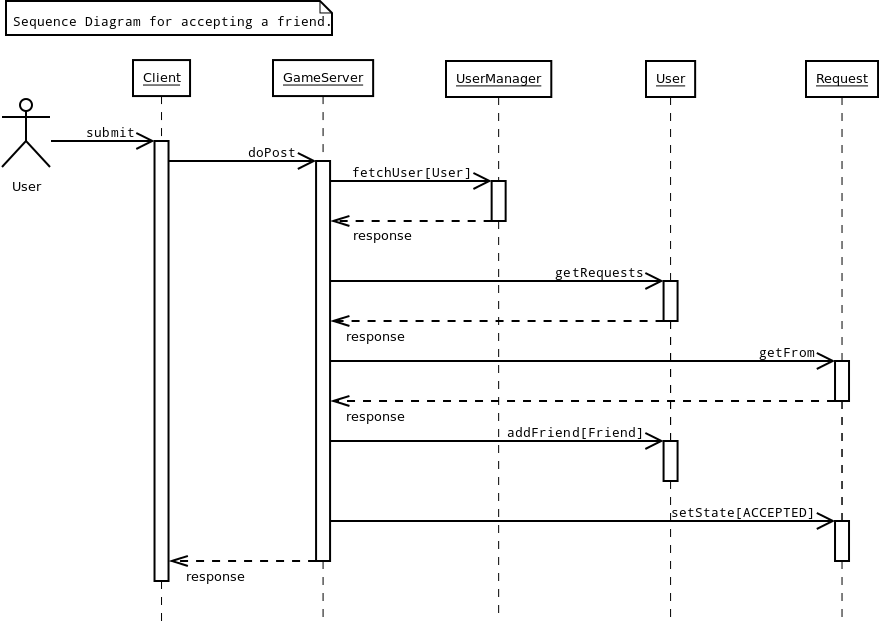 Sequence Diagram for accepting a friend.
Client
GameServer
UserManager
User
Request
submit
User
doPost
fetchUser[User]
response
getRequests
response
getFrom
response
addFriend[Friend]
setState[ACCEPTED]
response